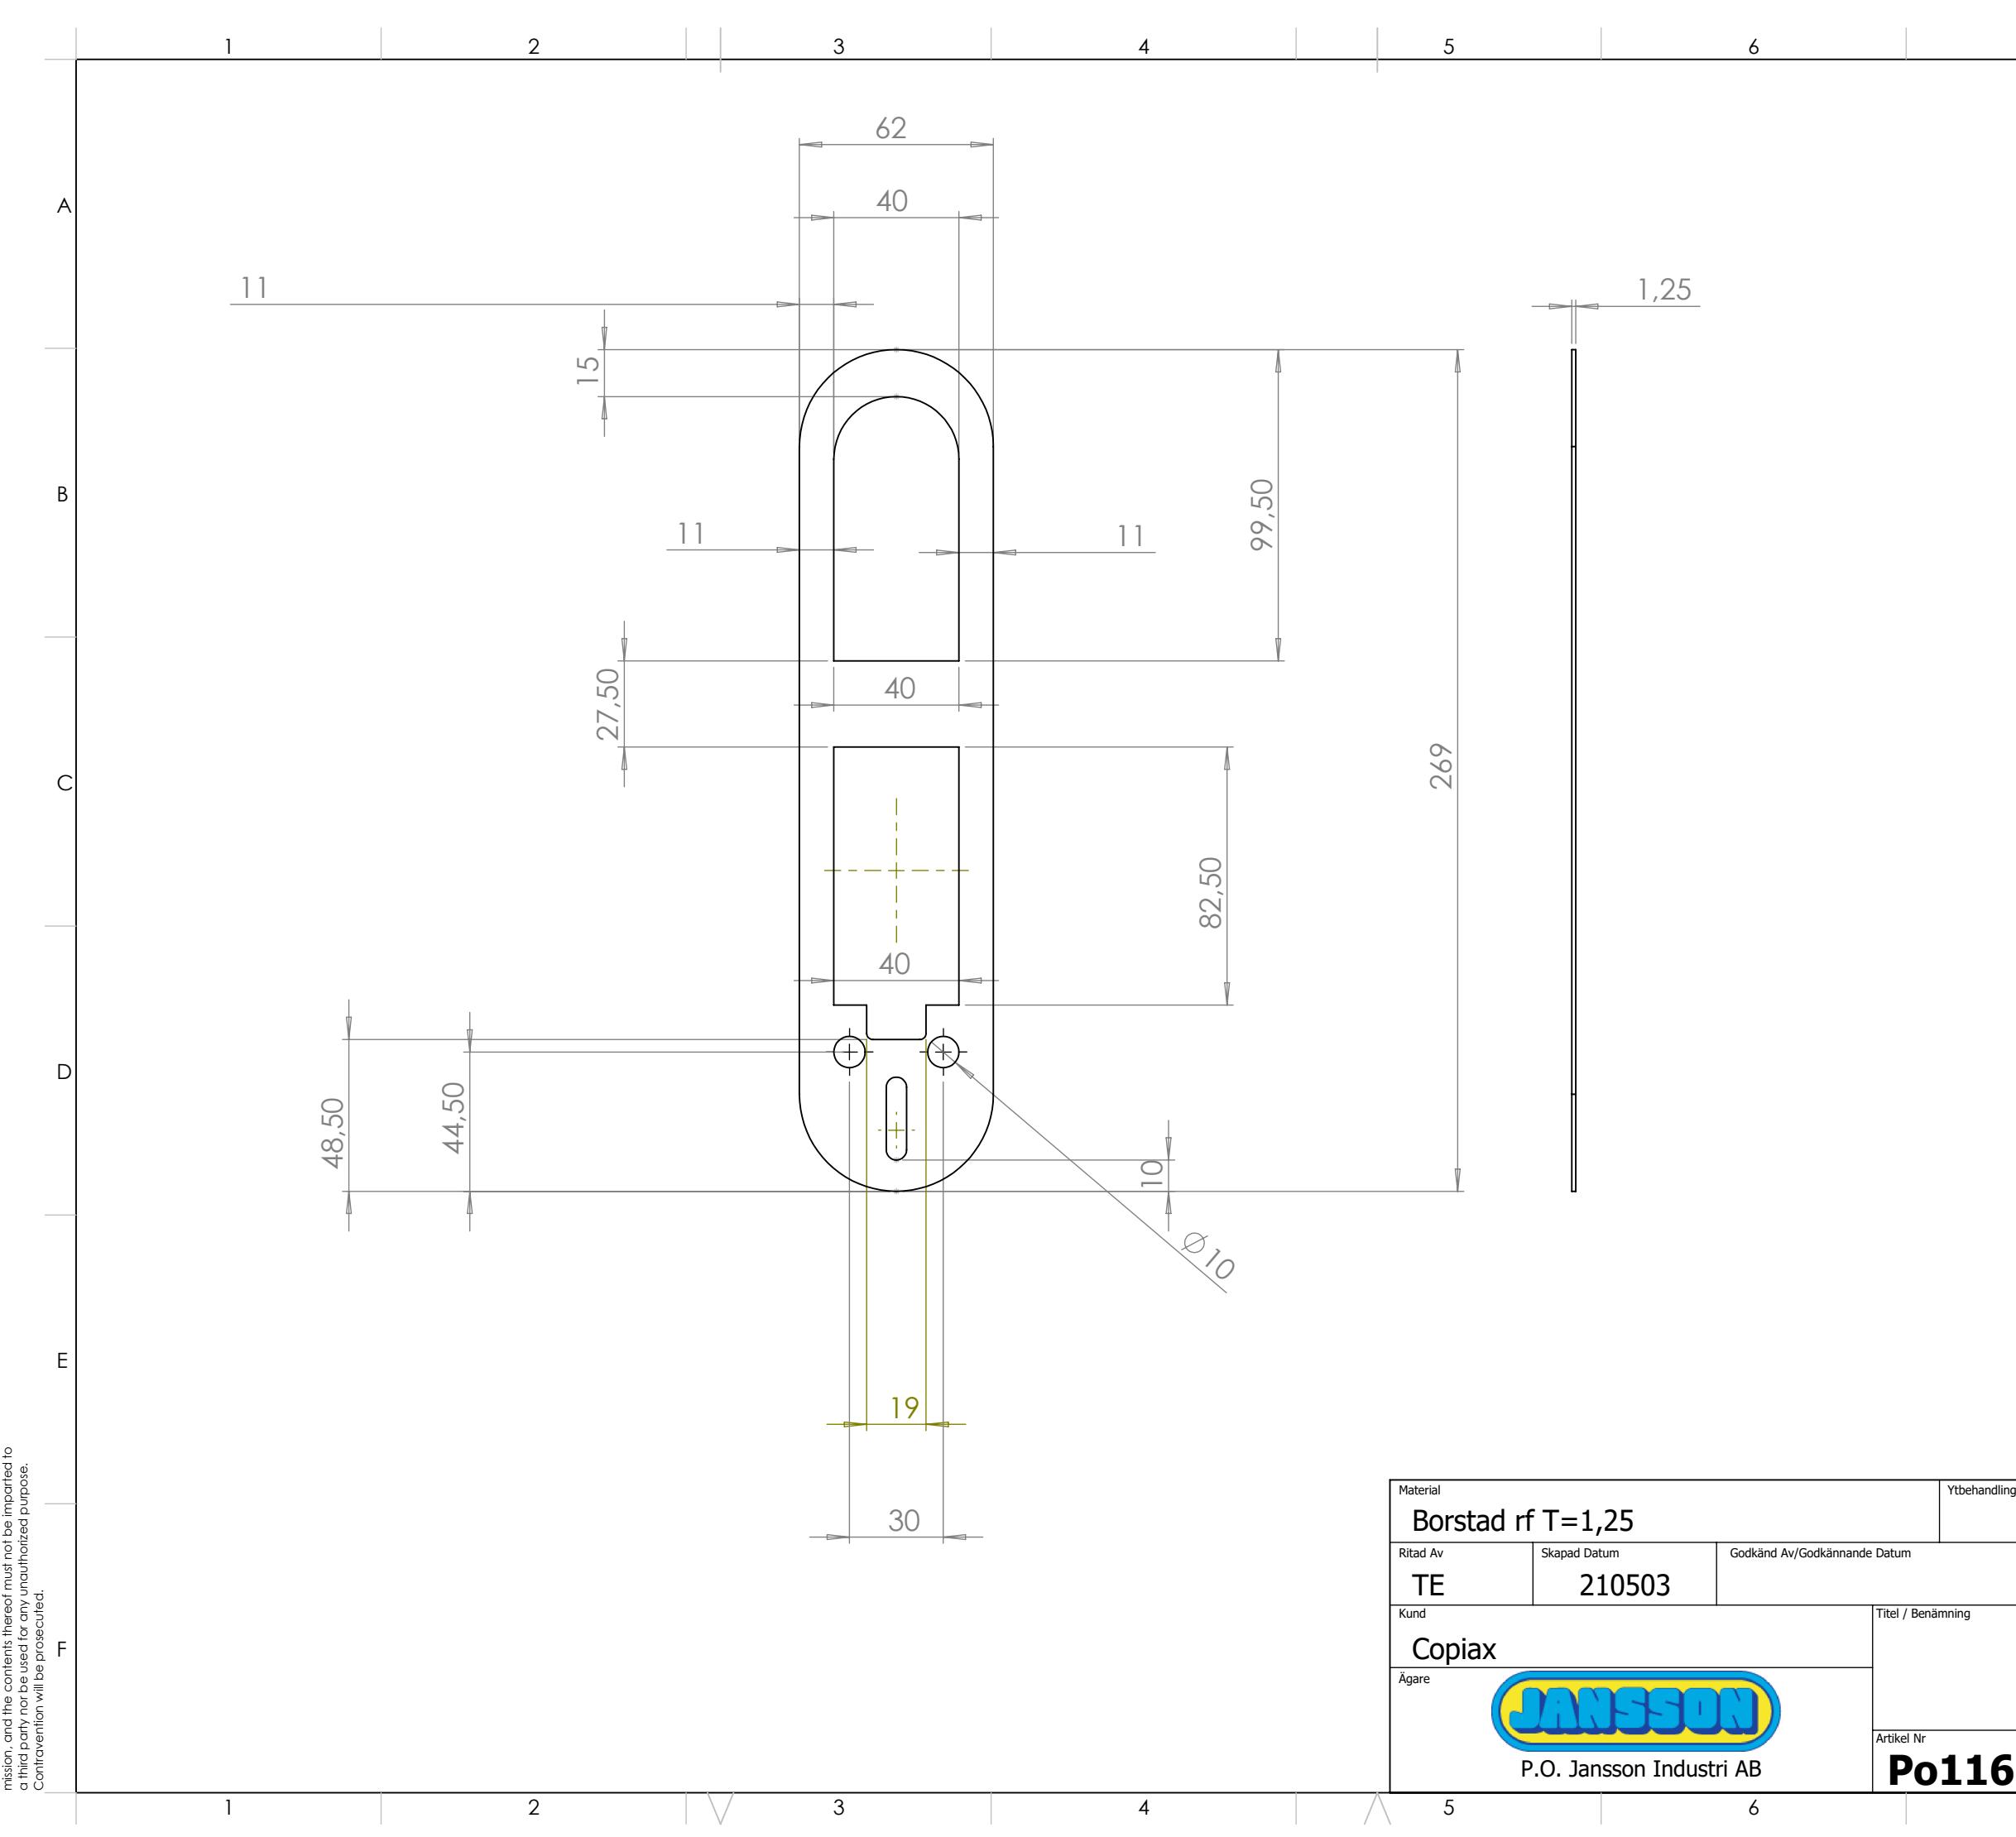 1 2 3 4 5 6
62
40
A
11
1,25
15
B
99,50
11
11
27,50
40
269
C
82,50
40
D
48,50
44,50
10
Ø 10
E
19
30
mission, and the contents thereof must not be imparted to
a third party nor be used for any unauthorized purpose.
Contravention will be prosecuted.
F
Material
Ytbehandling
Borstad rf T=1,25
Ritad Av
Skapad Datum
Godkänd Av/Godkännande Datum
TE
210503
Kund
Titel / Benämning
Copiax
Ägare
JANSSON
P.O. Jansson Industri AB
Artikel Nr
Po116
1 2 3 4 5 6